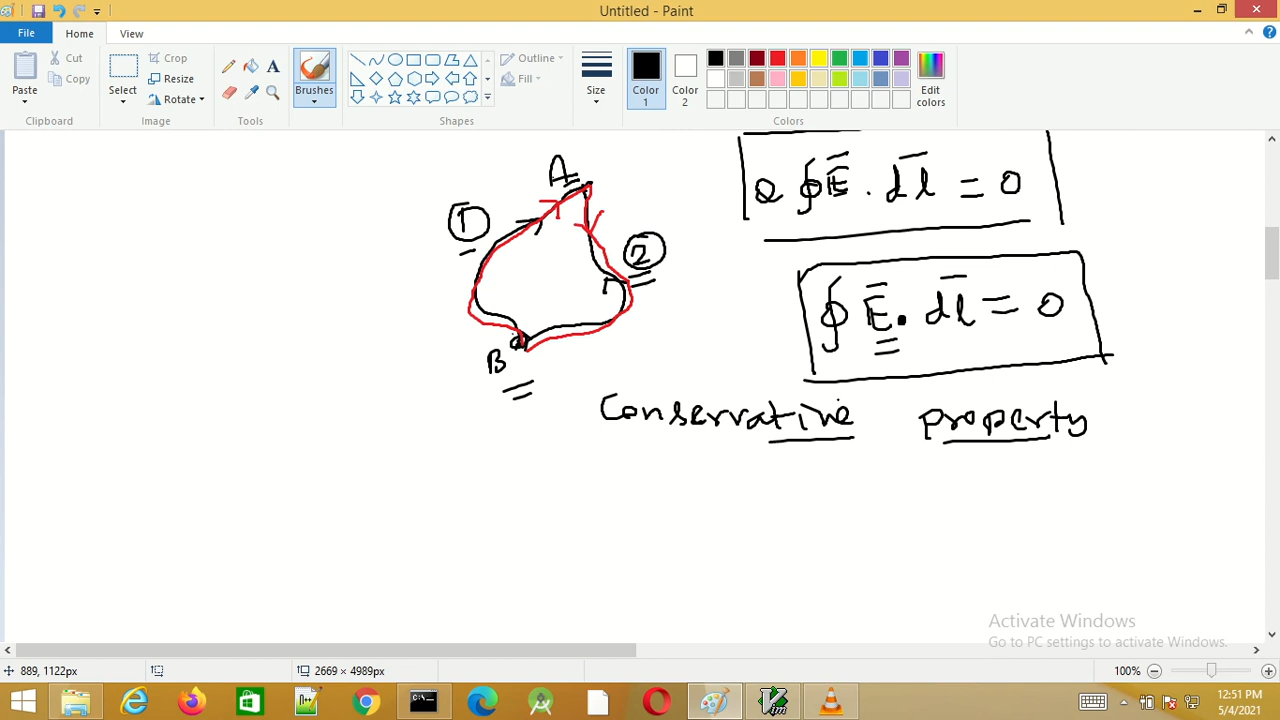 Untitled - Paint
File Home View
Paste
Cut
Copy
Clipboard
Select
Crop
Resize
Rotate
Image
Tools
Brushes
Shapes
Outline
Fill
Size
Color 1
Color 2
Edit colors
Colors
A
Q ∮ E̅ . d̅l̅ = 0
1
2
∮ E̅ . d̅l̅ = 0
B
Conservative property
Activate Windows
Go to PC settings to activate Windows.
889, 1122px
2669 × 4989px
100%
12:51 PM
5/4/2021